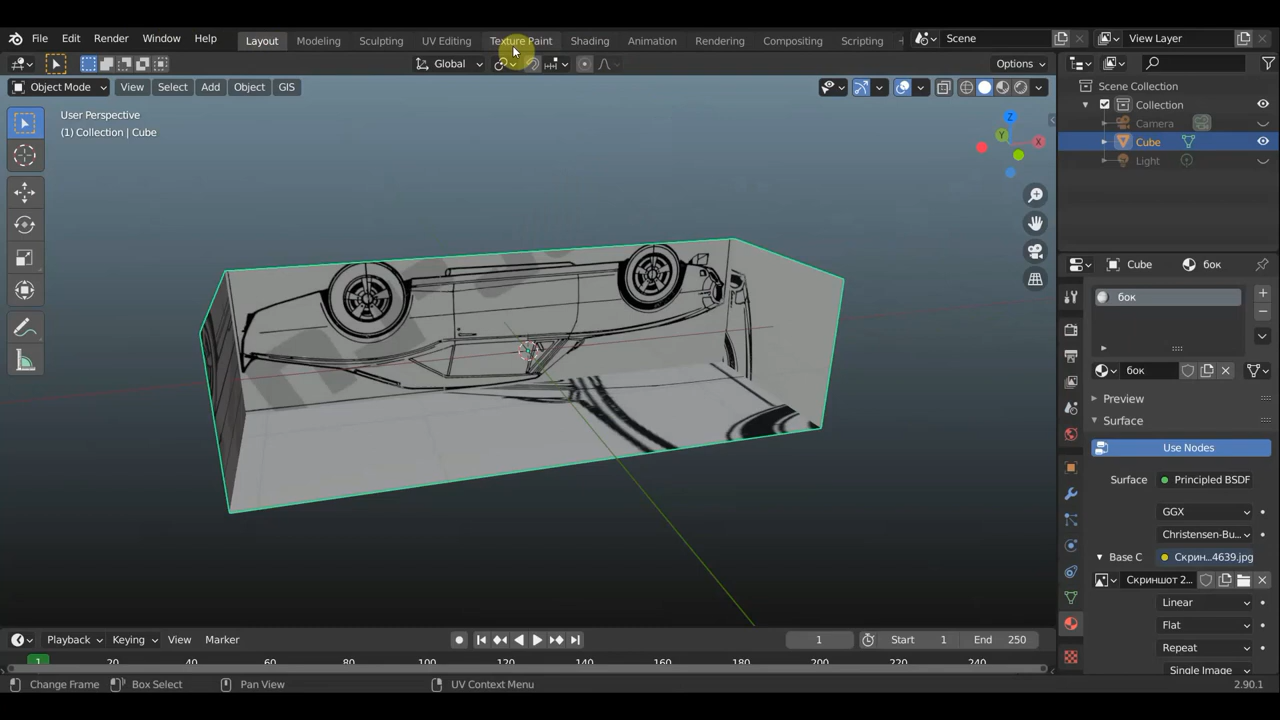 File Edit Render Window Help
Layout Modeling Sculpting UV Editing Texture Paint Shading Animation Rendering Compositing Scripting +
Scene
View Layer
Global
Options
Object Mode View Select Add Object GIS
User Perspective
(1) Collection | Cube
Z
Y
X
Scene Collection
Collection
Camera
Cube
Light
Cube бок
бок
бок
Preview
Surface
Use Nodes
Surface Principled BSDF
GGX
Christensen-Bu...
Base C Скрин...4639.jpg
Скриншот 2...
Linear
Flat
Repeat
Single Image
Playback Keying View Marker
1
Start 1
End 250
1 20 40 60 80 100 120 140 160 180 200 220 240
Change Frame Box Select Pan View UV Context Menu
2.90.1